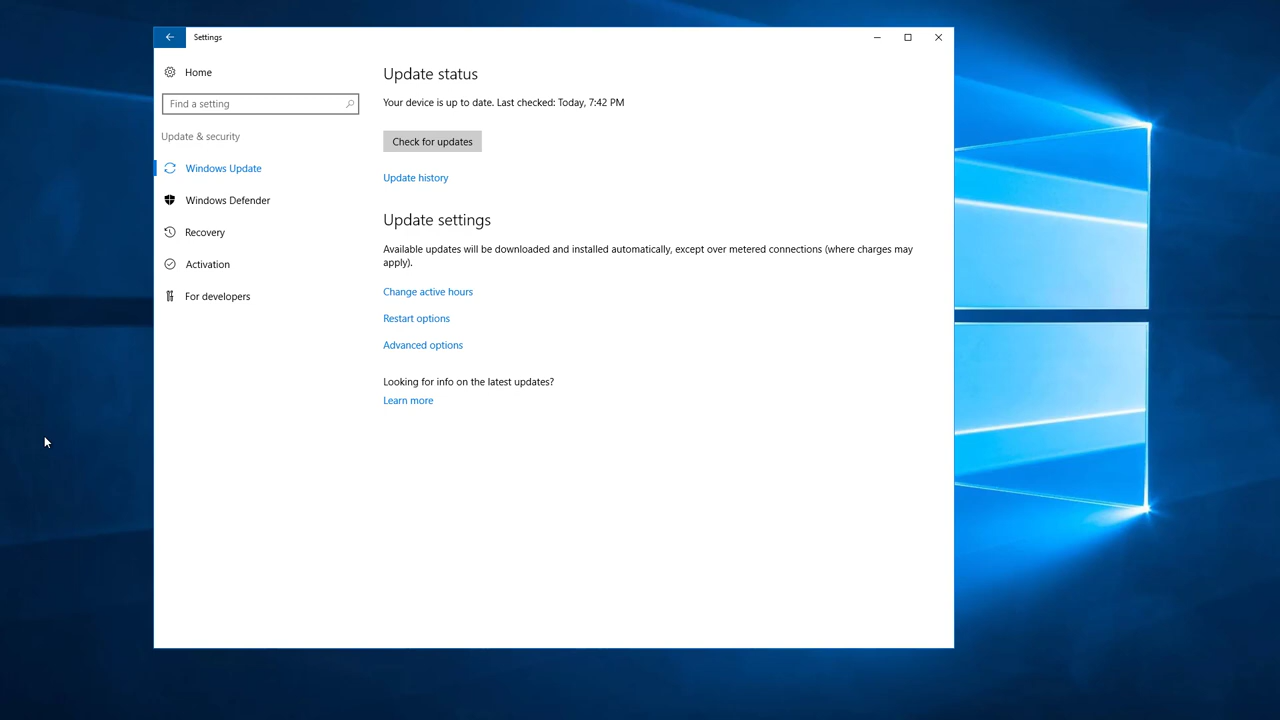 Settings
Home
Find a setting
Update & security
Windows Update
Windows Defender
Recovery
Activation
For developers
Update status
Your device is up to date. Last checked: Today, 7:42 PM
Check for updates
Update history
Update settings
Available updates will be downloaded and installed automatically, except over metered connections (where charges may
apply).
Change active hours
Restart options
Advanced options
Looking for info on the latest updates?
Learn more